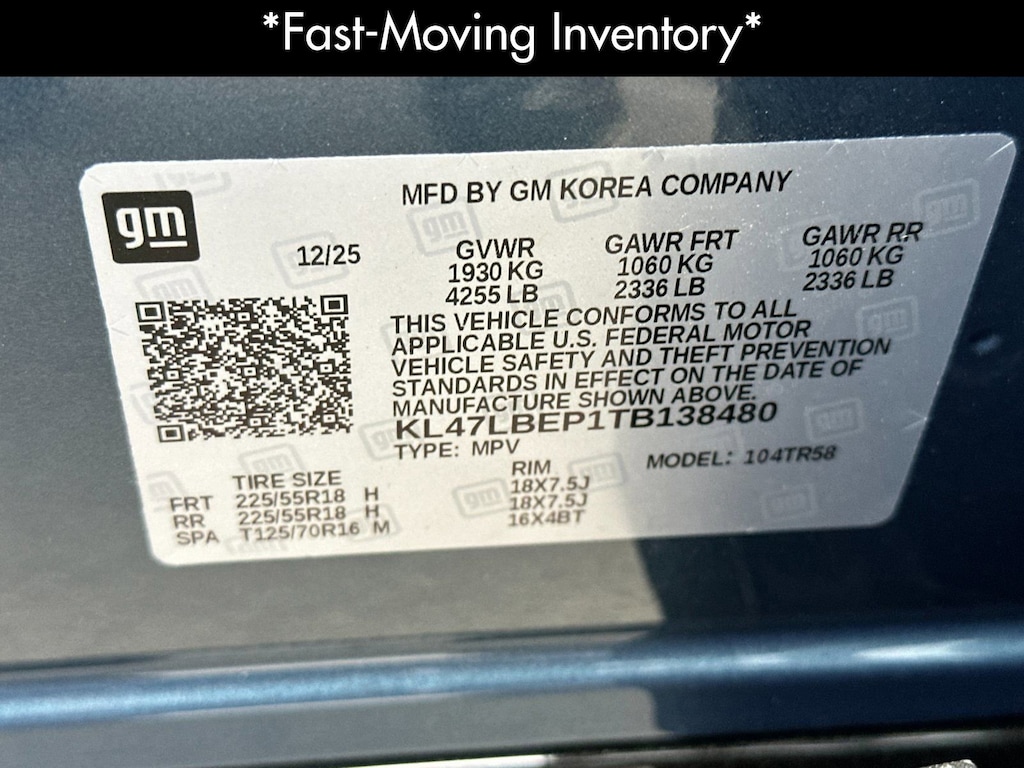 *Fast-Moving Inventory*
gm
MFD BY GM KOREA COMPANY
12/25
GVWR
1930 KG
4255 LB
GAWR FRT
1060 KG
2336 LB
GAWR RR
1060 KG
2336 LB
THIS VEHICLE CONFORMS TO ALL
APPLICABLE U.S. FEDERAL MOTOR
VEHICLE SAFETY AND THEFT PREVENTION
STANDARDS IN EFFECT ON THE DATE OF
MANUFACTURE SHOWN ABOVE.
KL47LBEP1TB138480
TYPE: MPV
MODEL: 104TR58
TIRE SIZE RIM
FRT 225/55R18 H 18X7.5J
RR 225/55R18 H 18X7.5J
SPA T125/70R16 M 16X4BT